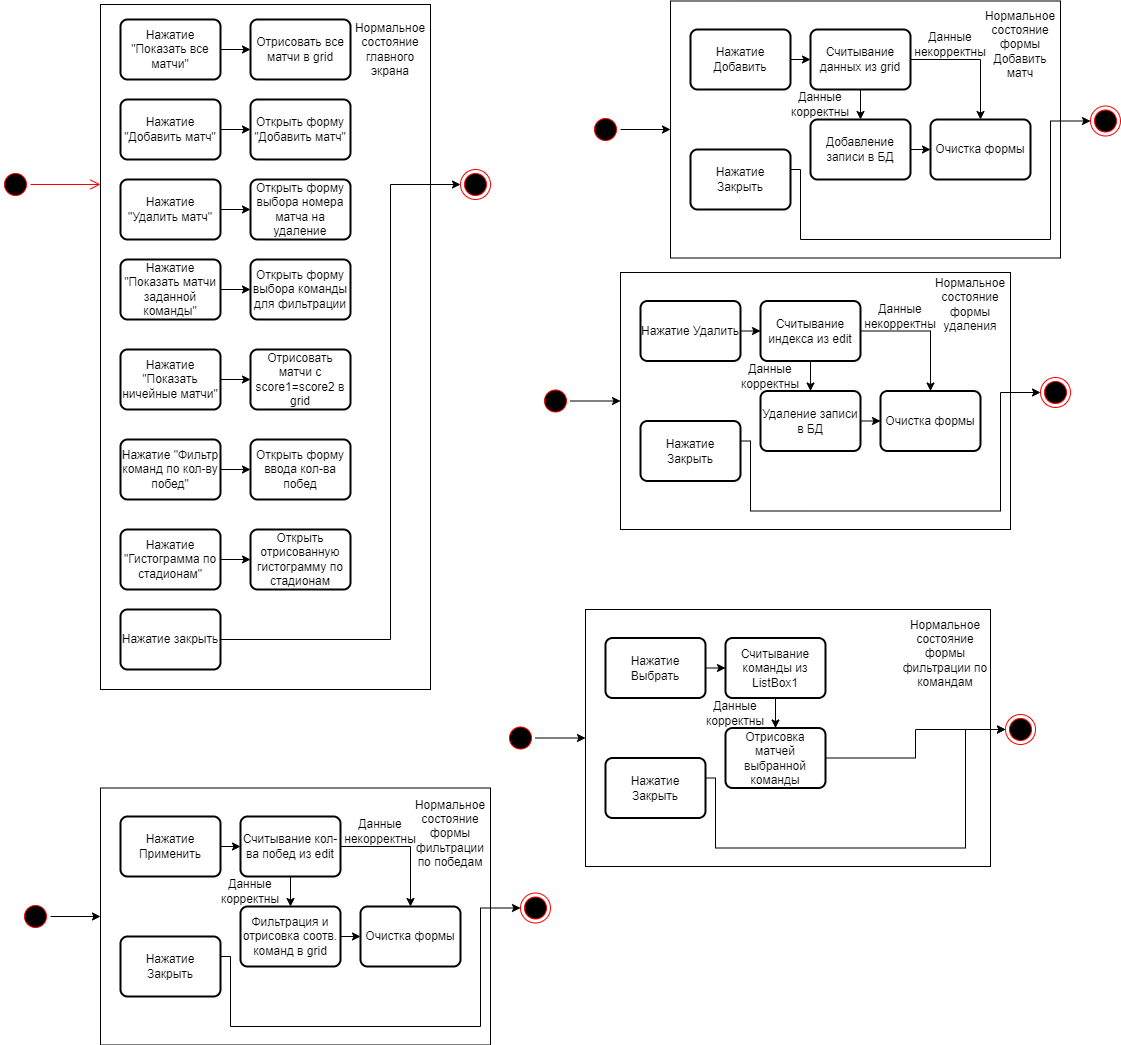 Нажатие
"Показать все
матчи"
Отрисовать все
матчи в grid
Нормальное
состояние
главного
экрана
Нажатие
"Добавить матч"
Открыть форму
"Добавить матч"
Нажатие
"Удалить матч"
Открыть форму
выбора номера
матча на
удаление
Нажатие
"Показать матчи
заданной
команды"
Открыть форму
выбора команды
для фильтрации
Нажатие
"Показать
ничейные матчи"
Отрисовать
матчи с
score1=score2 в
grid
Нажатие "Фильтр
команд по кол-ву
побед"
Открыть форму
ввода кол-ва
побед
Нажатие
"Гистограмма по
стадионам"
Открыть
отрисованную
гистограмму по
стадионам
Нажатие закрыть
Нажатие
Добавить
Считывание
данных из grid
Данные
некорректны
Нормальное
состояние
формы
Добавить
матч
Данные
корректны
Добавление
записи в БД
Очистка формы
Нажатие
Закрыть
Нажатие Удалить
Считывание
индекса из edit
Данные
некорректны
Нормальное
состояние
формы
удаления
Данные
корректны
Удаление записи
в БД
Очистка формы
Нажатие
Закрыть
Нажатие
Выбрать
Считывание
команды из
ListBox1
Нормальное
состояние
формы
фильтрации по
командам
Данные
корректны
Отрисовка
матчей
выбранной
команды
Нажатие
Закрыть
Нажатие
Применить
Считывание кол-
ва побед из edit
Данные
некорректны
Нормальное
состояние
формы
фильтрации
по победам
Данные
корректны
Фильтрация и
отрисовка соотв.
команд в grid
Очистка формы
Нажатие
Закрыть